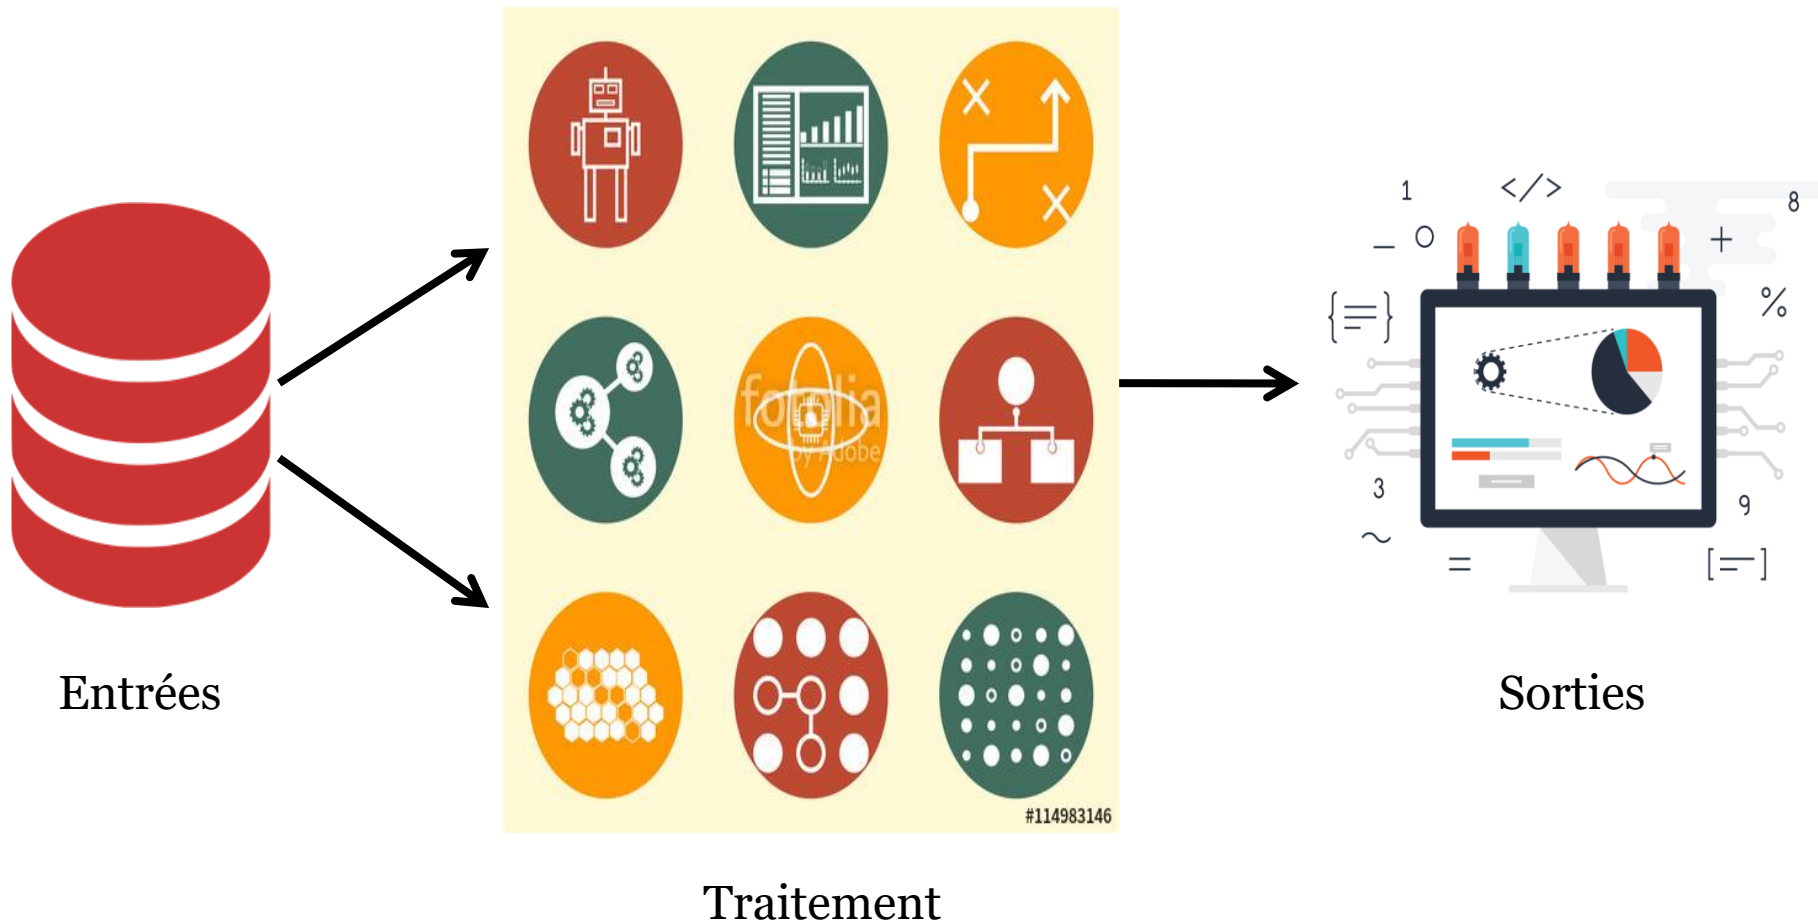 1
</>
8
–
+
{ }
%
fotolia
by Adobe
3
9
~
=
[ ]
#114983146
Entrées
Sorties
Traitement